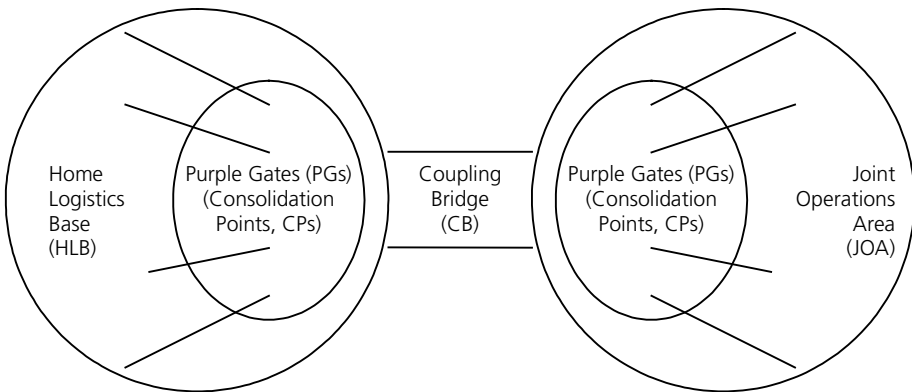 Home
Logistics
Base
(HLB)
Purple Gates (PGs)
(Consolidation
Points, CPs)
Coupling
Bridge
(CB)
Purple Gates (PGs)
(Consolidation
Points, CPs)
Joint
Operations
Area
(JOA)